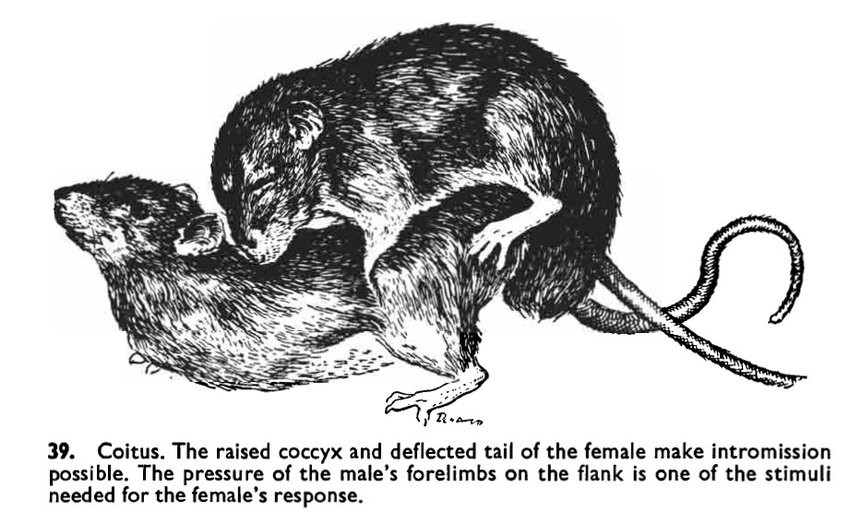 39. Coitus. The raised coccyx and deflected tail of the female make intromission
possible. The pressure of the male's forelimbs on the flank is one of the stimuli
needed for the female's response.